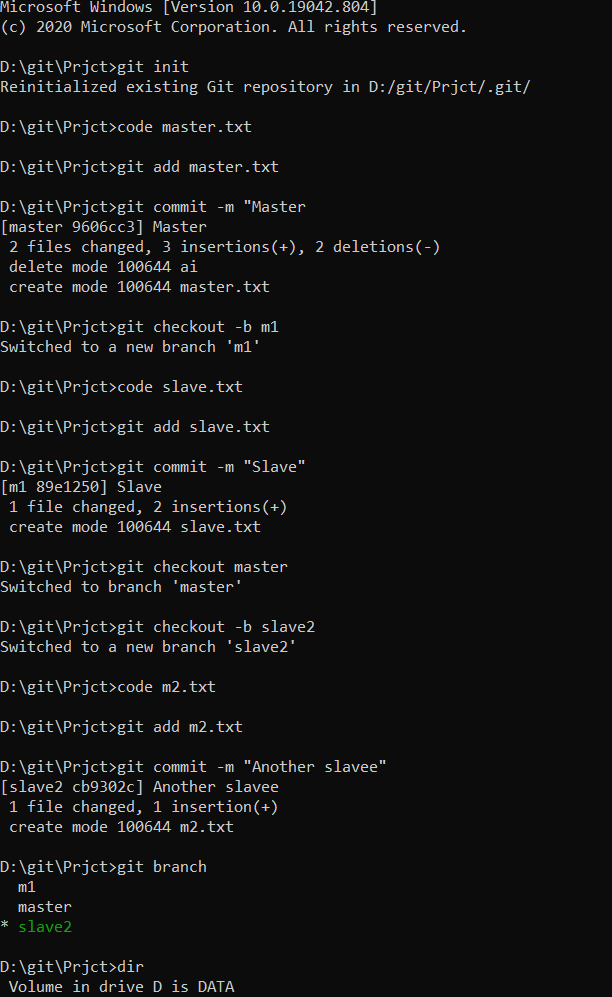 Microsoft Windows [Version 10.0.19042.804]
(c) 2020 Microsoft Corporation. All rights reserved.
D:\git\Prjct>git init
Reinitialized existing Git repository in D:/git/Prjct/.git/
D:\git\Prjct>code master.txt
D:\git\Prjct>git add master.txt
D:\git\Prjct>git commit -m "Master
[master 9606cc3] Master
 2 files changed, 3 insertions(+), 2 deletions(-)
 delete mode 100644 ai
 create mode 100644 master.txt
D:\git\Prjct>git checkout -b m1
Switched to a new branch 'm1'
D:\git\Prjct>code slave.txt
D:\git\Prjct>git add slave.txt
D:\git\Prjct>git commit -m "Slave"
[m1 89e1250] Slave
 1 file changed, 2 insertions(+)
 create mode 100644 slave.txt
D:\git\Prjct>git checkout master
Switched to branch 'master'
D:\git\Prjct>git checkout -b slave2
Switched to a new branch 'slave2'
D:\git\Prjct>code m2.txt
D:\git\Prjct>git add m2.txt
D:\git\Prjct>git commit -m "Another slavee"
[slave2 cb9302c] Another slavee
 1 file changed, 1 insertion(+)
 create mode 100644 m2.txt
D:\git\Prjct>git branch
  m1
  master
* slave2
D:\git\Prjct>dir
 Volume in drive D is DATA